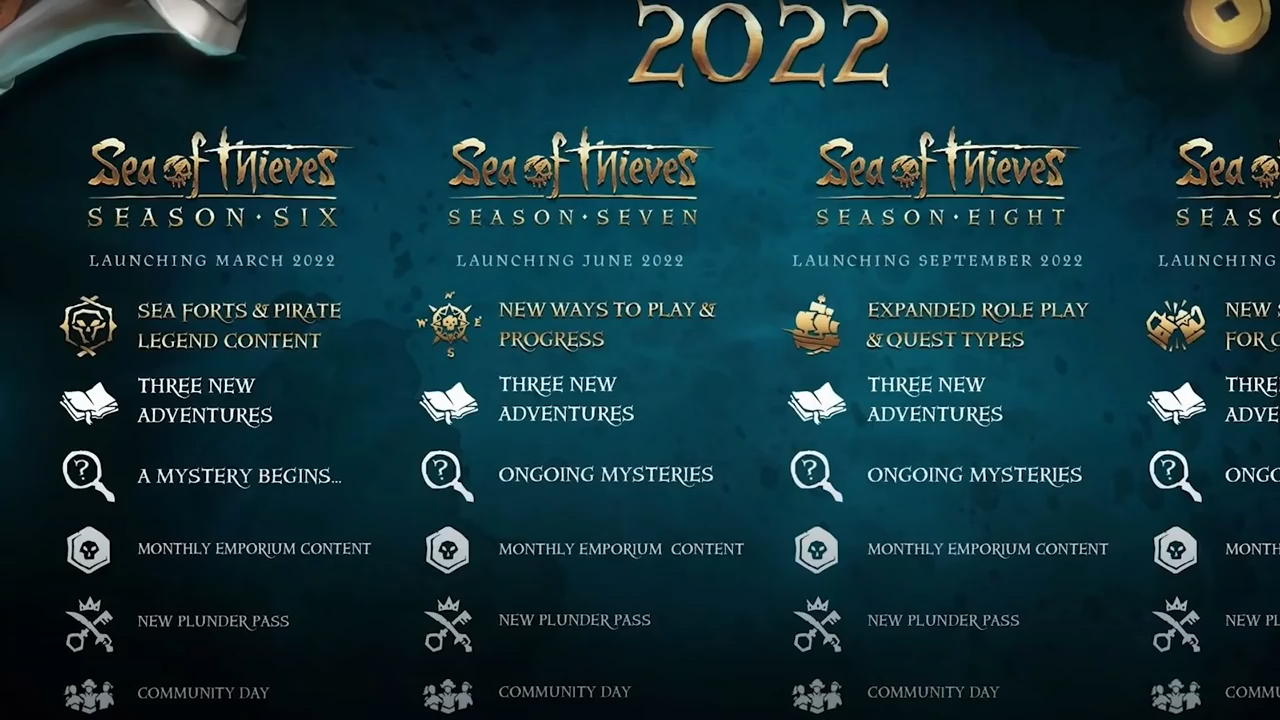 2022
Sea of Thieves
SEASON · SIX
LAUNCHING MARCH 2022
SEA FORTS & PIRATE
LEGEND CONTENT
THREE NEW
ADVENTURES
A MYSTERY BEGINS...
MONTHLY EMPORIUM CONTENT
NEW PLUNDER PASS
COMMUNITY DAY
Sea of Thieves
SEASON · SEVEN
LAUNCHING JUNE 2022
N
W E
S
NEW WAYS TO PLAY &
PROGRESS
THREE NEW
ADVENTURES
ONGOING MYSTERIES
MONTHLY EMPORIUM CONTENT
NEW PLUNDER PASS
COMMUNITY DAY
Sea of Thieves
SEASON · EIGHT
LAUNCHING SEPTEMBER 2022
EXPANDED ROLE PLAY
& QUEST TYPES
THREE NEW
ADVENTURES
ONGOING MYSTERIES
MONTHLY EMPORIUM CONTENT
NEW PLUNDER PASS
COMMUNITY DAY
Sea
LAUNCHING
NEW